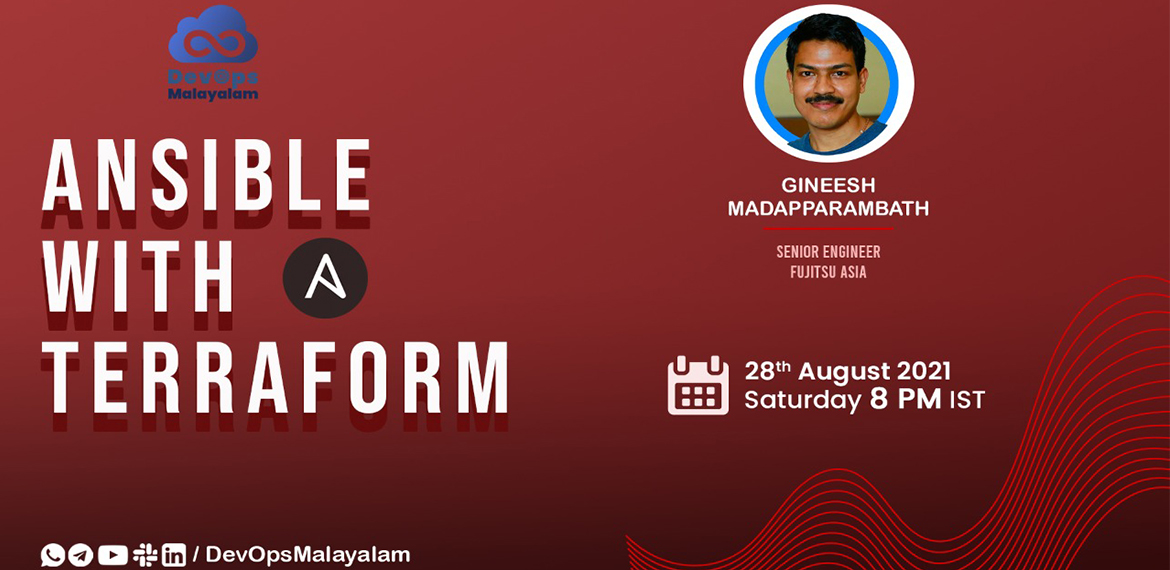 DevOps
Malayalam
ANSIBLE
WITH
TERRAFORM
GINEESH
MADAPPARAMBATH
SENIOR ENGINEER
FUJITSU ASIA
28th August 2021
Saturday 8 PM IST
/ DevOpsMalayalam